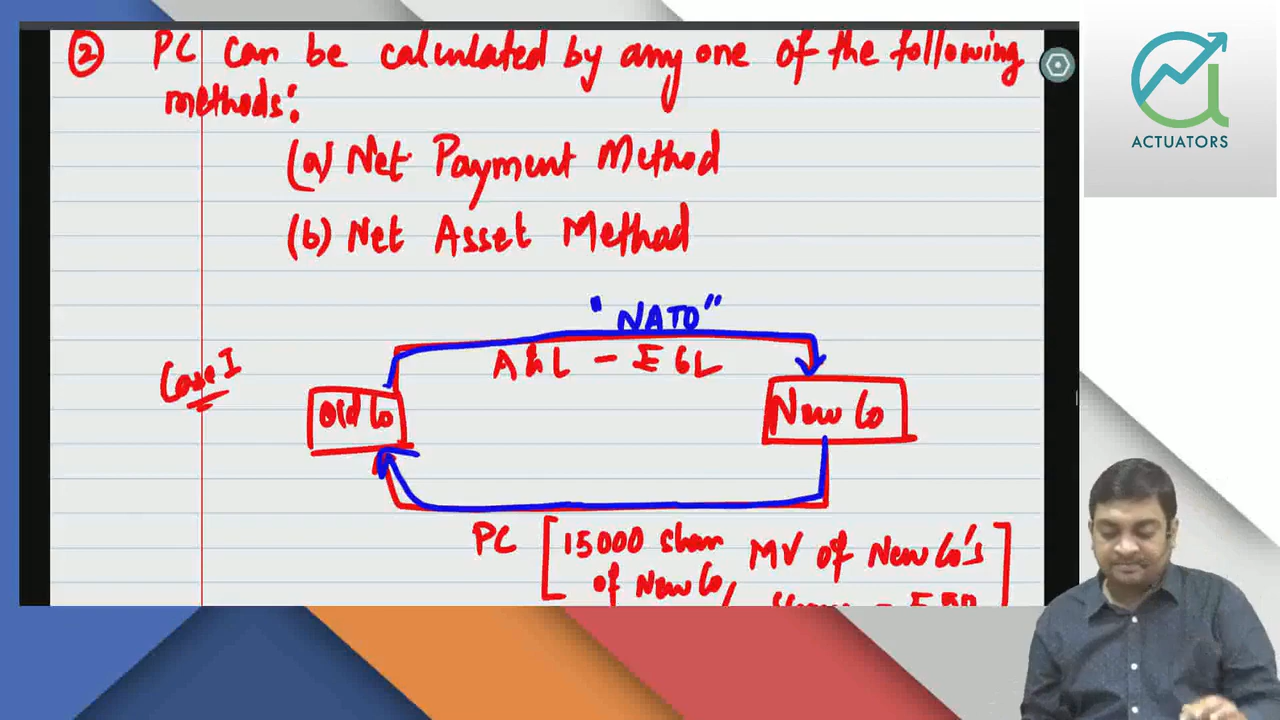 ② PC can be calculated by any one of the following
methods:
(a) Net Payment Method
(b) Net Asset Method
"NATO"
A & L - I & L
Case I
Old Co
New Co
PC [15000 share MV of New Co's]
of New Co
ACTUATORS